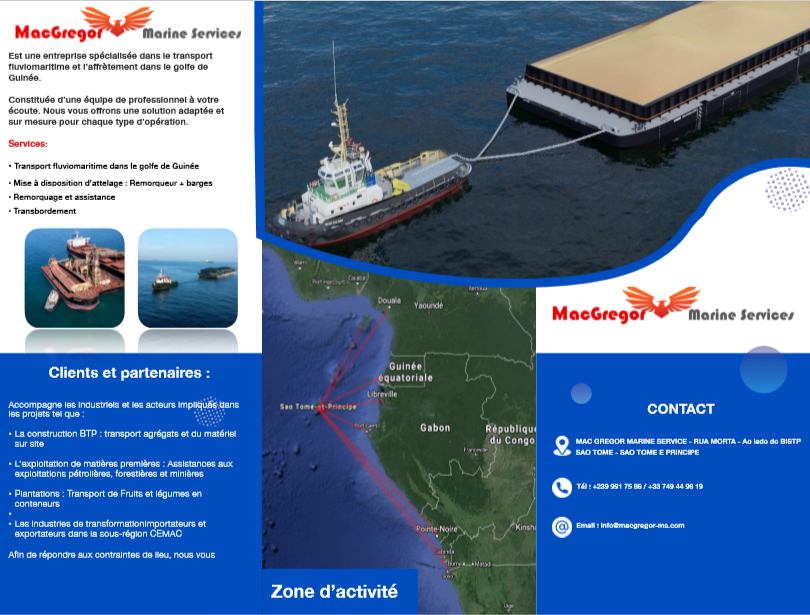 MacGregor Marine Services
Est une entreprise spécialisée dans le transport
fluviomaritime et l'affrètement dans le golfe de
Guinée.
Constituée d'une équipe de professionnel à votre
écoute. Nous vous offrons une solution adaptée et
sur mesure pour chaque type d'opération.
Services:
• Transport fluviomaritime dans le golfe de Guinée
• Mise à disposition d'attelage : Remorqueur + barges
• Remorquage et assistance
• Transbordement
Clients et partenaires :
Accompagne les industriels et les acteurs impliqués dans
les projets tel que :
• La construction BTP : transport agrégats et du matériel
sur site
• L'exploitation de matières premières : Assistances aux
exploitations pétrolières, forestières et minières
• Plantations : Transport de Fruits et légumes en
conteneurs
•
• Les industries de transformationimportateurs et
exportateurs dans la sous-région CEMAC
Afin de répondre aux contraintes de lieu, nous vous
Douala
Yaoundé
Guinée
équatoriale
Libreville
Sao Tomé-et-Principe
Gabon
République
du Congo
Pointe-Noire
Kinsh
Cabinda
Boma
Matadi
Uíge
Zone d'activité
MacGregor Marine Services
CONTACT
MAC GREGOR MARINE SERVICE - RUA MORTA - Ao lado do BISTP
SAO TOME - SAO TOME E PRINCIPE
Tél : +239 991 75 86 / +33 749 44 96 19
Email : info@macgregor-ms.com